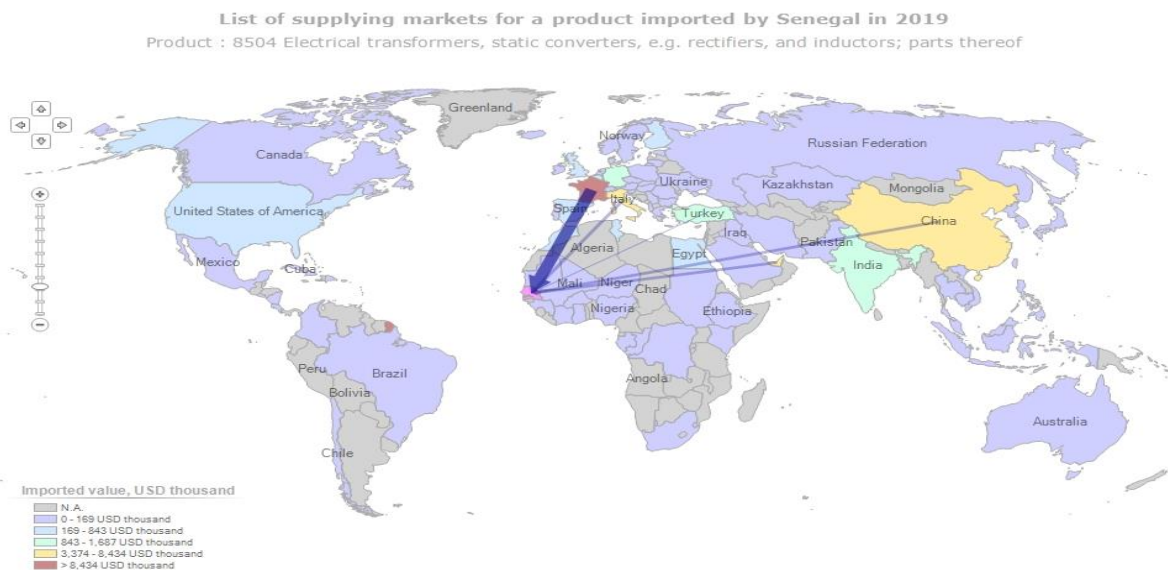 List of supplying markets for a product imported by Senegal in 2019
Product : 8504 Electrical transformers, static converters, e.g. rectifiers, and inductors; parts thereof
Greenland
Norway
Russian Federation
Canada
Ukraine
Kazakhstan
Mongolia
Italy
Spain
United States of America
Turkey
China
Iraq
Pakistan
Algeria
Egypt
India
Mexico
Cuba
Mali
Niger
Chad
Nigeria
Ethiopia
Peru
Brazil
Angola
Bolivia
Australia
Chile
Imported value, USD thousand
N.A.
0 - 169 USD thousand
169 - 843 USD thousand
843 - 1,687 USD thousand
3,374 - 8,434 USD thousand
> 8,434 USD thousand